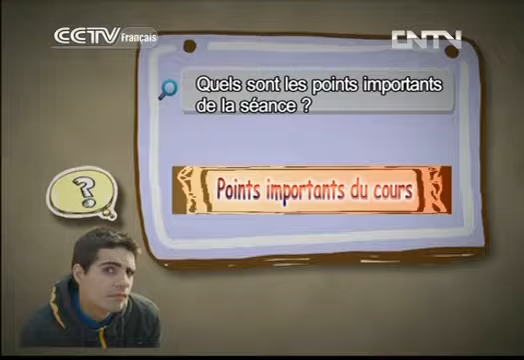 CCTV Français
CNTV
Quels sont les points importants
de la séance ?
Points importants du cours
?